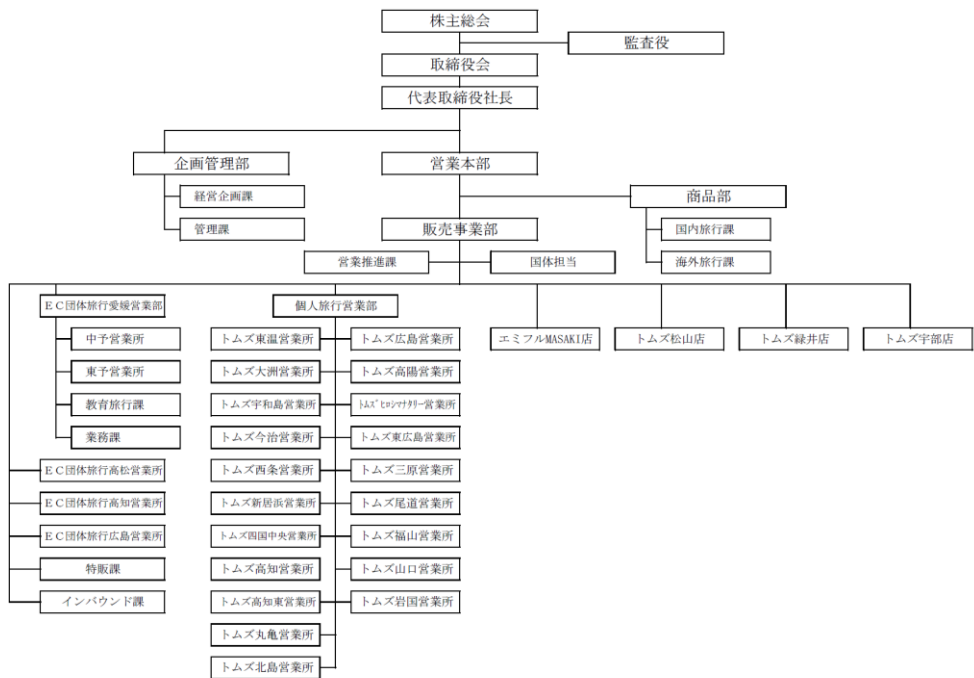 株主総会
監査役
取締役会
代表取締役社長
企画管理部
営業本部
経営企画課
商品部
管理課
販売事業部
国内旅行課
営業推進課
国体担当
海外旅行課
EC団体旅行愛媛営業部
個人旅行営業部
中予営業所
トムズ東温営業所
トムズ広島営業所
エミフルMASAKI店
トムズ松山店
トムズ緑井店
トムズ宇部店
東予営業所
トムズ大洲営業所
トムズ高陽営業所
教育旅行課
トムズ宇和島営業所
トムズヒロシマナタリー営業所
業務課
トムズ今治営業所
トムズ東広島営業所
EC団体旅行高松営業所
トムズ西条営業所
トムズ三原営業所
EC団体旅行高知営業所
トムズ新居浜営業所
トムズ尾道営業所
EC団体旅行広島営業所
トムズ四国中央営業所
トムズ福山営業所
特販課
トムズ高知営業所
トムズ山口営業所
インバウンド課
トムズ高知東営業所
トムズ岩国営業所
トムズ丸亀営業所
トムズ北島営業所